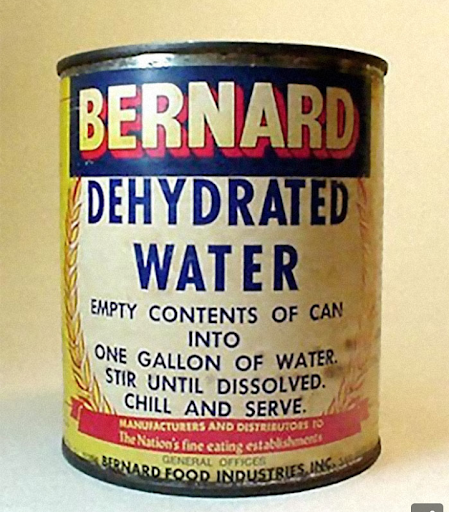 BERNARD
DEHYDRATED
WATER
EMPTY CONTENTS OF CAN
INTO
ONE GALLON OF WATER.
STIR UNTIL DISSOLVED.
CHILL AND SERVE.
MANUFACTURERS AND DISTRIBUTORS TO
The Nation's fine eating establishments
GENERAL OFFICES
BERNARD FOOD INDUSTRIES, INC.